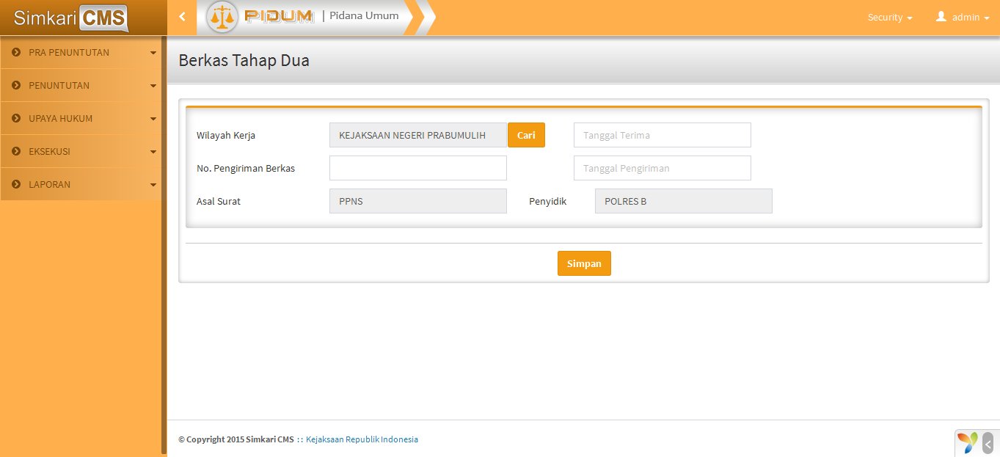 Simkari CMS
PIDUM | Pidana Umum
Security
admin
PRA PENUNTUTAN
PENUNTUTAN
UPAYA HUKUM
EKSEKUSI
LAPORAN
Berkas Tahap Dua
Wilayah Kerja KEJAKSAAN NEGERI PRABUMULIH Cari Tanggal Terima
No. Pengiriman Berkas Tanggal Pengiriman
Asal Surat PPNS Penyidik POLRES B
Simpan
© Copyright 2015 Simkari CMS :: Kejaksaan Republik Indonesia